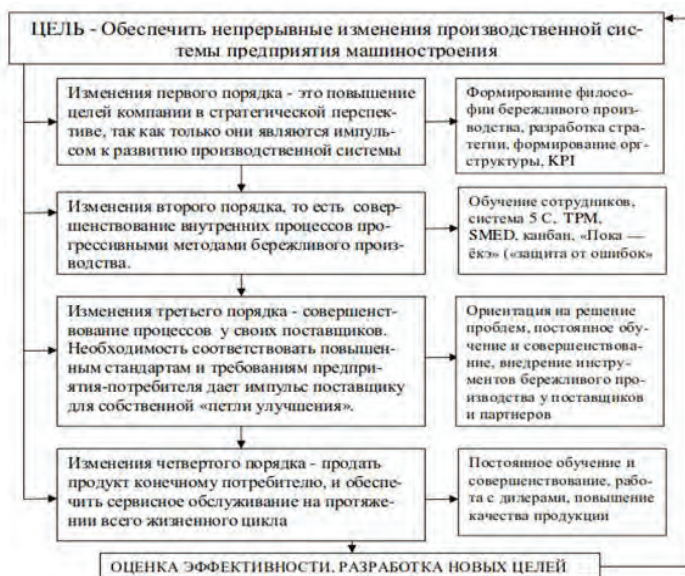 ЦЕЛЬ - Обеспечить непрерывные изменения производственной сис-
темы предприятия машиностроения
Изменения первого порядка - это повышение
целей компании в стратегической перспек-
тиве, так как только они являются импуль-
сом к развитию производственной системы
Формирование филосо-
фии бережливого произ-
водства, разработка стра-
тегии, формирование орг-
структуры, KPI
Изменения второго порядка, то есть совер-
шенствование внутренних процессов про-
грессивными методами бережливого произ-
водства.
Обучение сотрудников,
система 5 С, TPM,
SMED, канбан, «Пока —
ёкэ» («защита от ошибок»
Изменения третьего порядка - совершенст-
вование процессов у своих поставщиков.
Необходимость соответствовать повышен-
ным стандартам и требованиям предпри-
ятия-потребителя дает импульс поставщику
для собственной «петли улучшения».
Ориентация на решение
проблем, постоянное обу-
чение и совершенствова-
ние, внедрение инстру-
ментов бережливого про-
изводства у поставщиков
и партнеров
Изменения четвертого порядка - продать
продукт конечному потребителю, и обеспе-
чить сервисное обслуживание на протяже-
нии всего жизненного цикла
Постоянное обучение и
совершенствование, работа
с дилерами, повышение
качества продукции
ОЦЕНКА ЭФФЕКТИВНОСТИ, РАЗРАБОТКА НОВЫХ ЦЕЛЕЙ